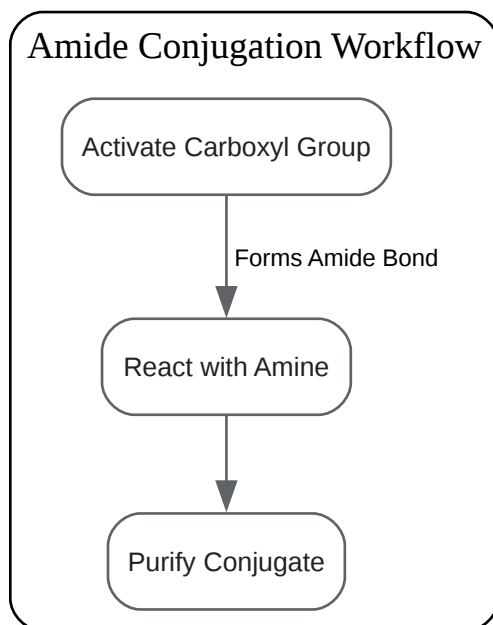 Amide Conjugation Workflow
Activate Carboxyl Group
Forms Amide Bond
React with Amine
Purify Conjugate